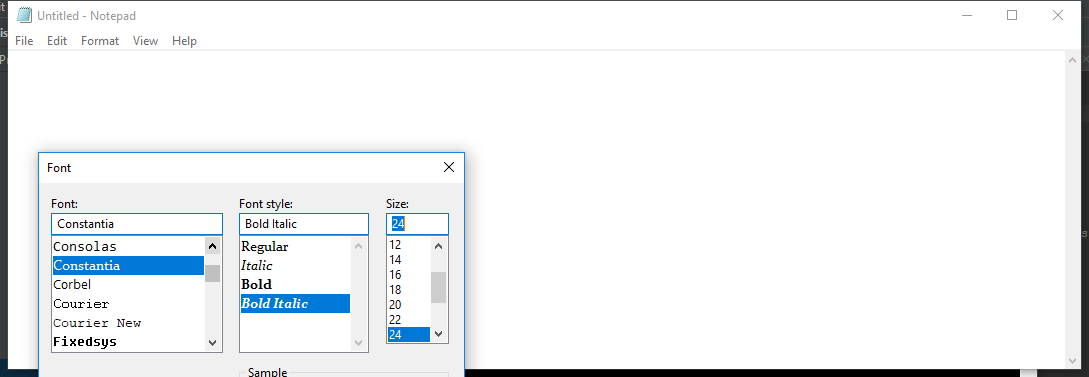 Untitled - Notepad
File Edit Format View Help
Font
Font: Font style: Size:
Constantia Bold Italic 24
Consolas
Constantia
Corbel
Courier
Courier New
Fixedsys
Regular
Italic
Bold
Bold Italic
12
14
16
18
20
22
24
Sample